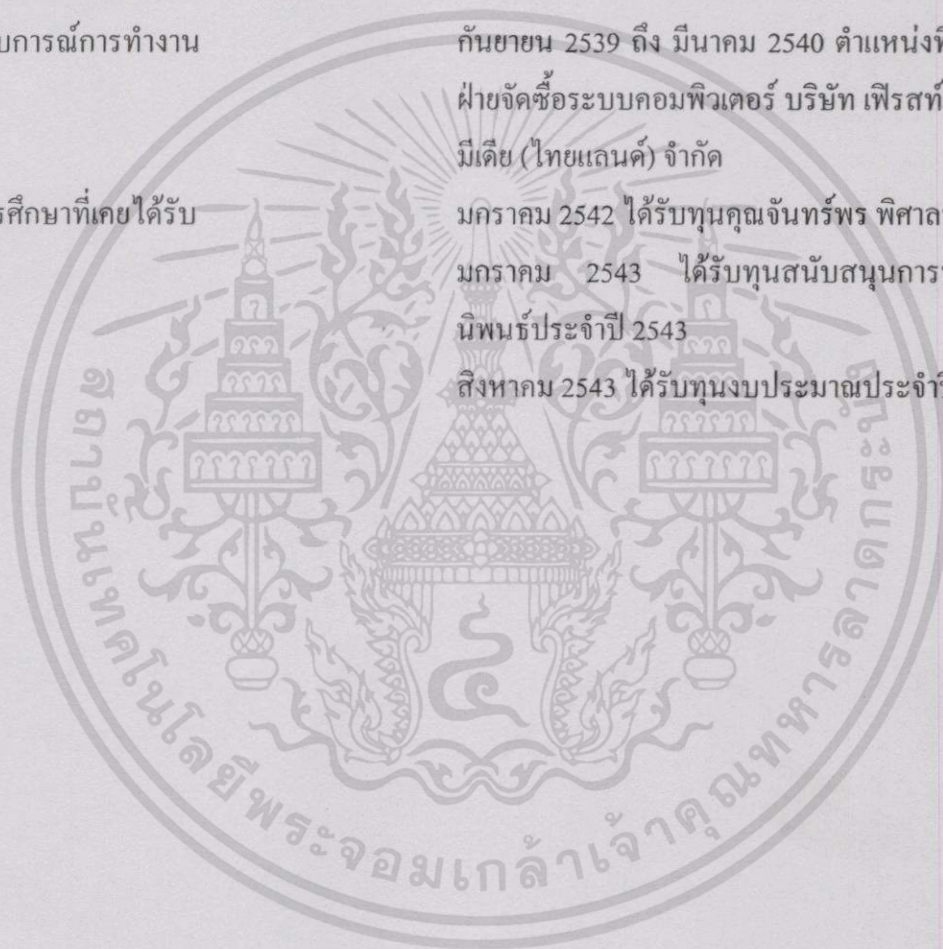 บการณ์การทำงาน กันยายน 2539 ถึง มีนาคม 2540 ตำแหน่งที
ฝ่ายจัดซื้อระบบคอมพิวเตอร์ บริษัท เฟิรสท์
มีเดีย (ไทยแลนด์) จำกัด
รศึกษาที่เคยได้รับ มกราคม 2542 ได้รับทุนคุณจันทร์พร พิศาล
มกราคม 2543 ได้รับทุนสนับสนุนการ
นิพนธ์ประจำปี 2543
สิงหาคม 2543 ได้รับทุนงบประมาณประจำ
สถาบันเทคโนโลยีพระจอมเกล้าเจ้าคุณทหารลาดกระบัง
๔